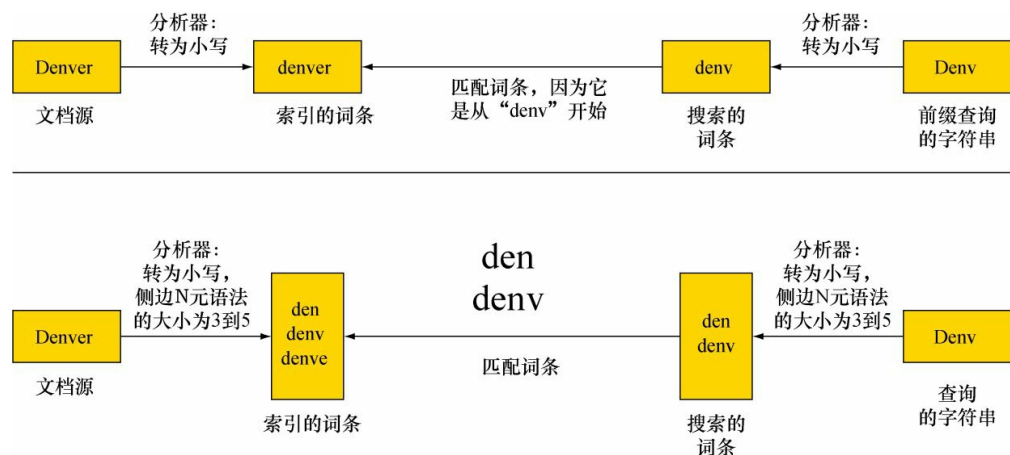 分析器：
转为小写
分析器：
转为小写
Denver
denver
denv
Denv
匹配词条，因为它
是从“denv”开始
文档源
索引的词条
搜索的
词条
前缀查询
的字符串
分析器：
转为小写，
侧边N元语法
的大小为3到5
den
denv
分析器：
转为小写，
侧边N元语法
的大小为3到5
Denver
den
denv
denve
den
denv
Denv
匹配词条
文档源
索引的词条
搜索的
词条
查询
的字符串